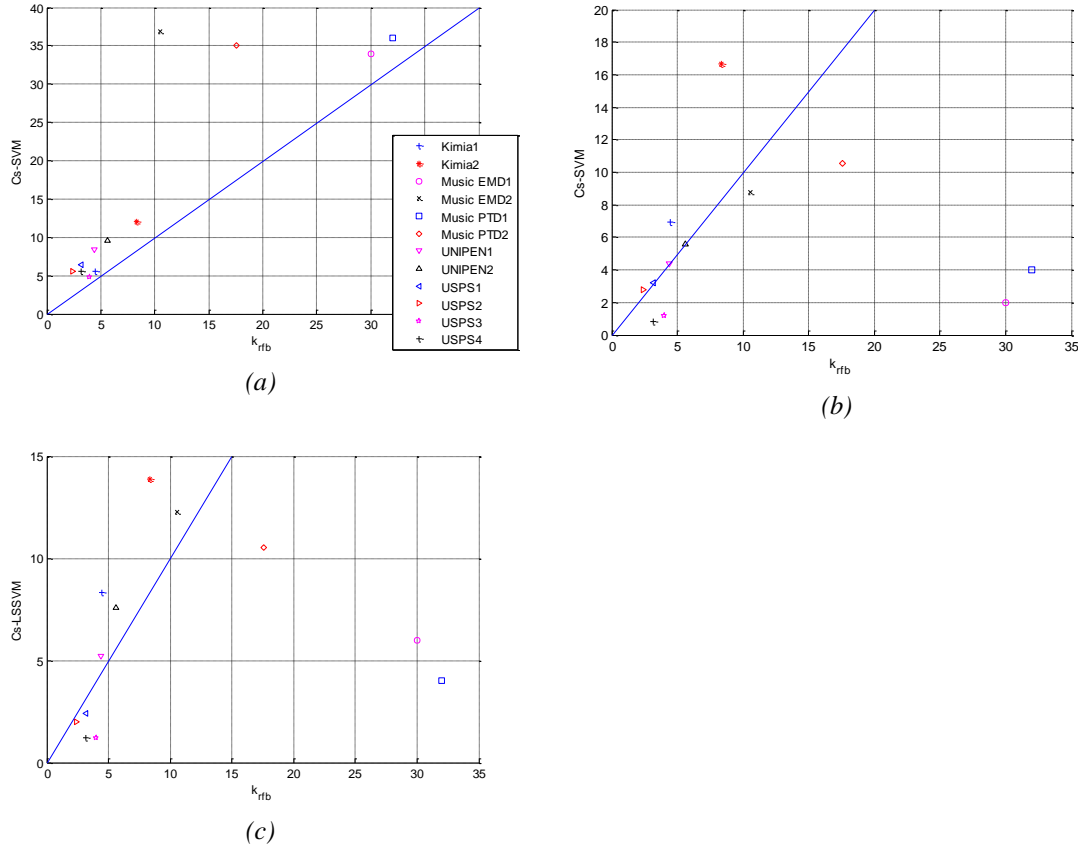 40
35
30
25
20
15
10
5
0
Cs-SVM
0 5 10 15 20 25 30
k_rfb
Kimia1
Kimia2
Music EMD1
Music EMD2
Music PTD1
Music PTD2
UNIPEN1
UNIPEN2
USPS1
USPS2
USPS3
USPS4
(a)
20
18
16
14
12
10
8
6
4
2
0
Cs-SVM
0 5 10 15 20 25 30 35
k_rfb
(b)
15
10
5
0
Cs-LSSVM
0 5 10 15 20 25 30 35
k_rfb
(c)